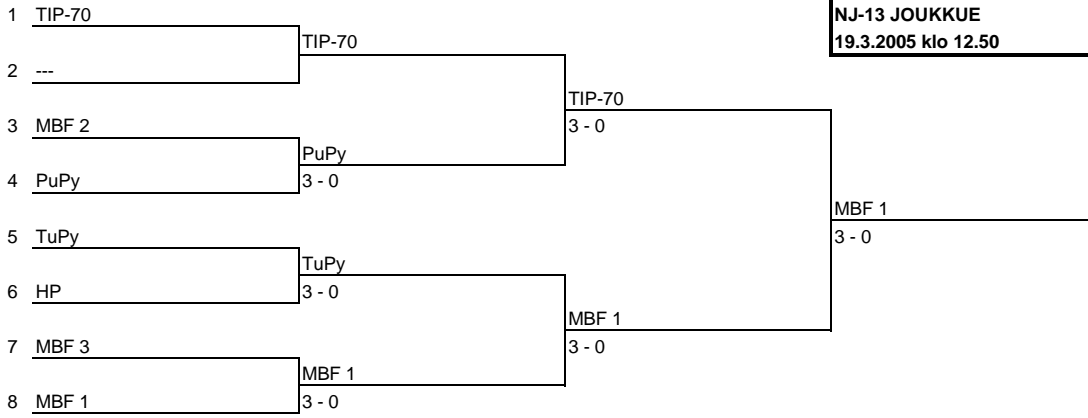 NJ-13 JOUKKUE
19.3.2005 klo 12.50
1 TIP-70
TIP-70
2 ---
TIP-70
3 MBF 2
3 - 0
PuPy
4 PuPy
3 - 0
MBF 1
5 TuPy
3 - 0
TuPy
6 HP
3 - 0
MBF 1
7 MBF 3
3 - 0
MBF 1
8 MBF 1
3 - 0